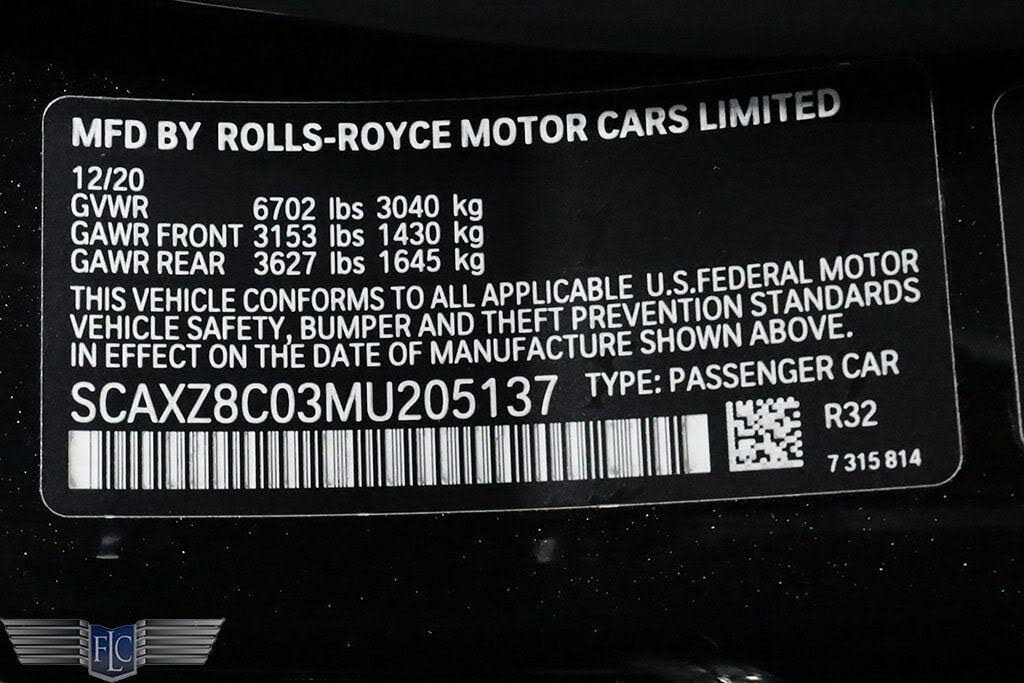 MFD BY ROLLS-ROYCE MOTOR CARS LIMITED
12/20
GVWR 6702 lbs 3040 kg
GAWR FRONT 3153 lbs 1430 kg
GAWR REAR 3627 lbs 1645 kg
THIS VEHICLE CONFORMS TO ALL APPLICABLE U.S.FEDERAL MOTOR
VEHICLE SAFETY, BUMPER AND THEFT PREVENTION STANDARDS
IN EFFECT ON THE DATE OF MANUFACTURE SHOWN ABOVE.
SCAXZ8C03MU205137 TYPE: PASSENGER CAR
R32
7 315 814
FLC